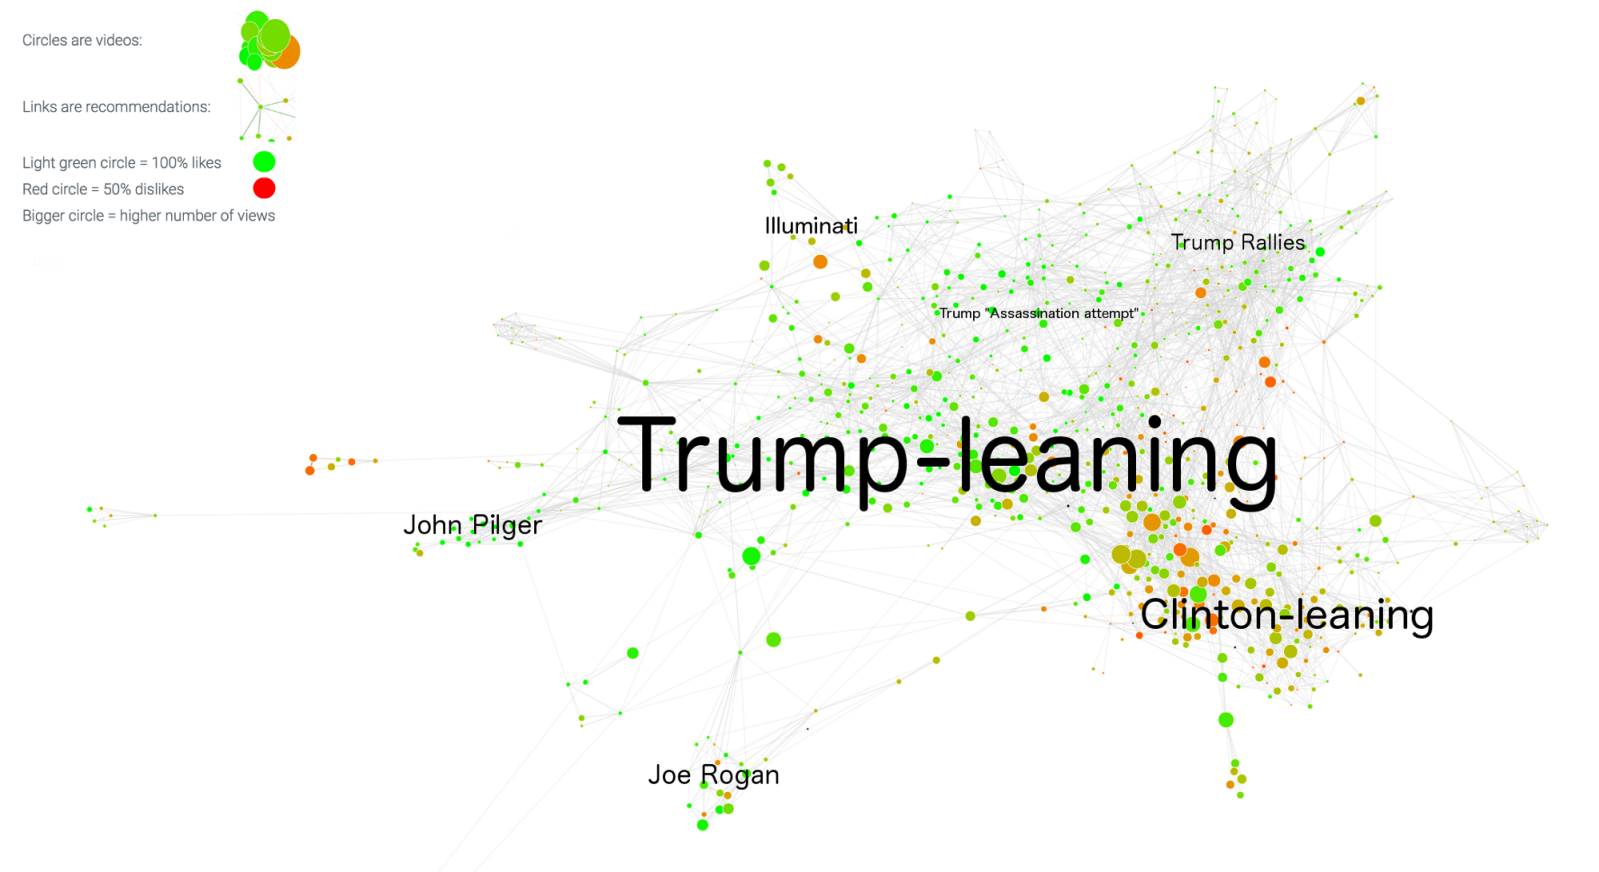 Circles are videos:
Links are recommendations:
Light green circle = 100% likes
Red circle = 50% dislikes
Bigger circle = higher number of views
Illuminati
Trump Rallies
Trump "Assassination attempt"
Trump-leaning
John Pilger
Clinton-leaning
Joe Rogan